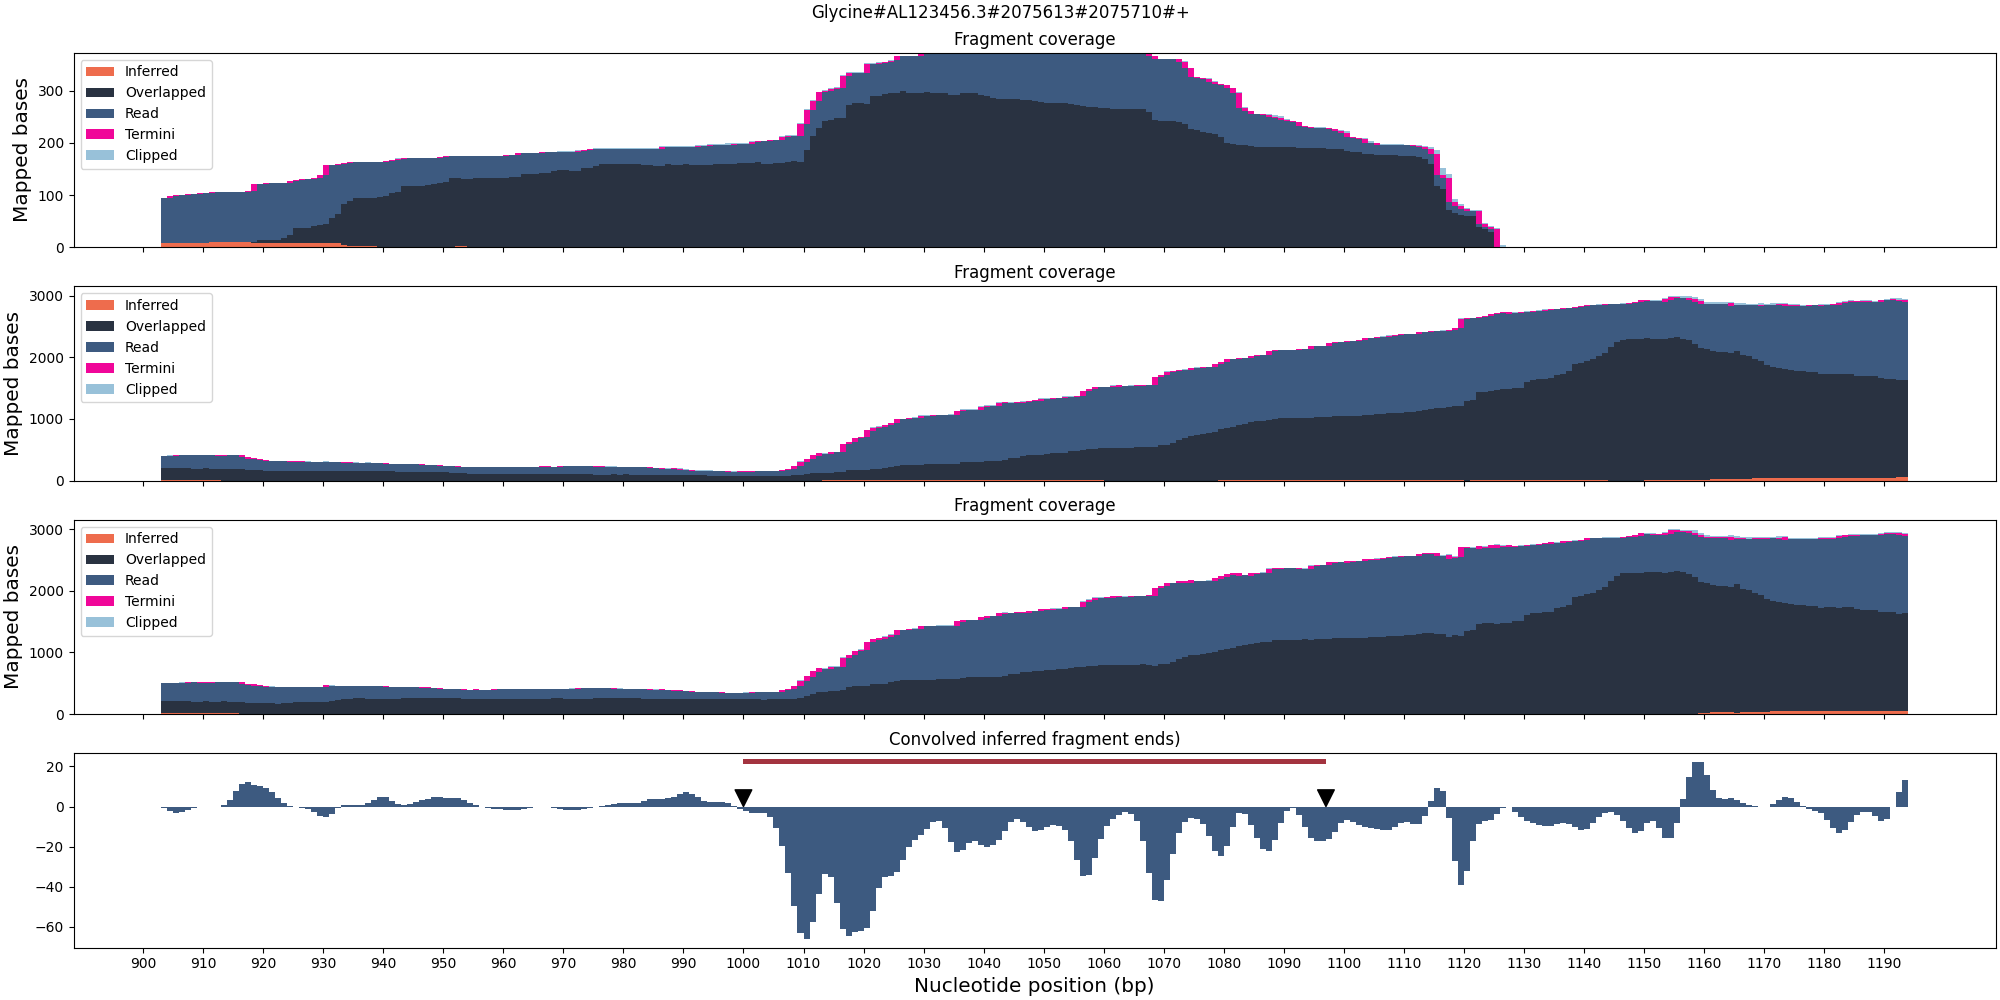 Glycine#AL123456.3#2075613#2075710#+
Fragment coverage
Mapped bases
300
200
100
0
Inferred
Overlapped
Read
Termini
Clipped
Fragment coverage
Mapped bases
3000
2000
1000
0
Inferred
Overlapped
Read
Termini
Clipped
Fragment coverage
Mapped bases
3000
2000
1000
0
Inferred
Overlapped
Read
Termini
Clipped
Convolved inferred fragment ends)
20
0
−20
−40
−60
900 910 920 930 940 950 960 970 980 990 1000 1010 1020 1030 1040 1050 1060 1070 1080 1090 1100 1110 1120 1130 1140 1150 1160 1170 1180 1190
Nucleotide position (bp)